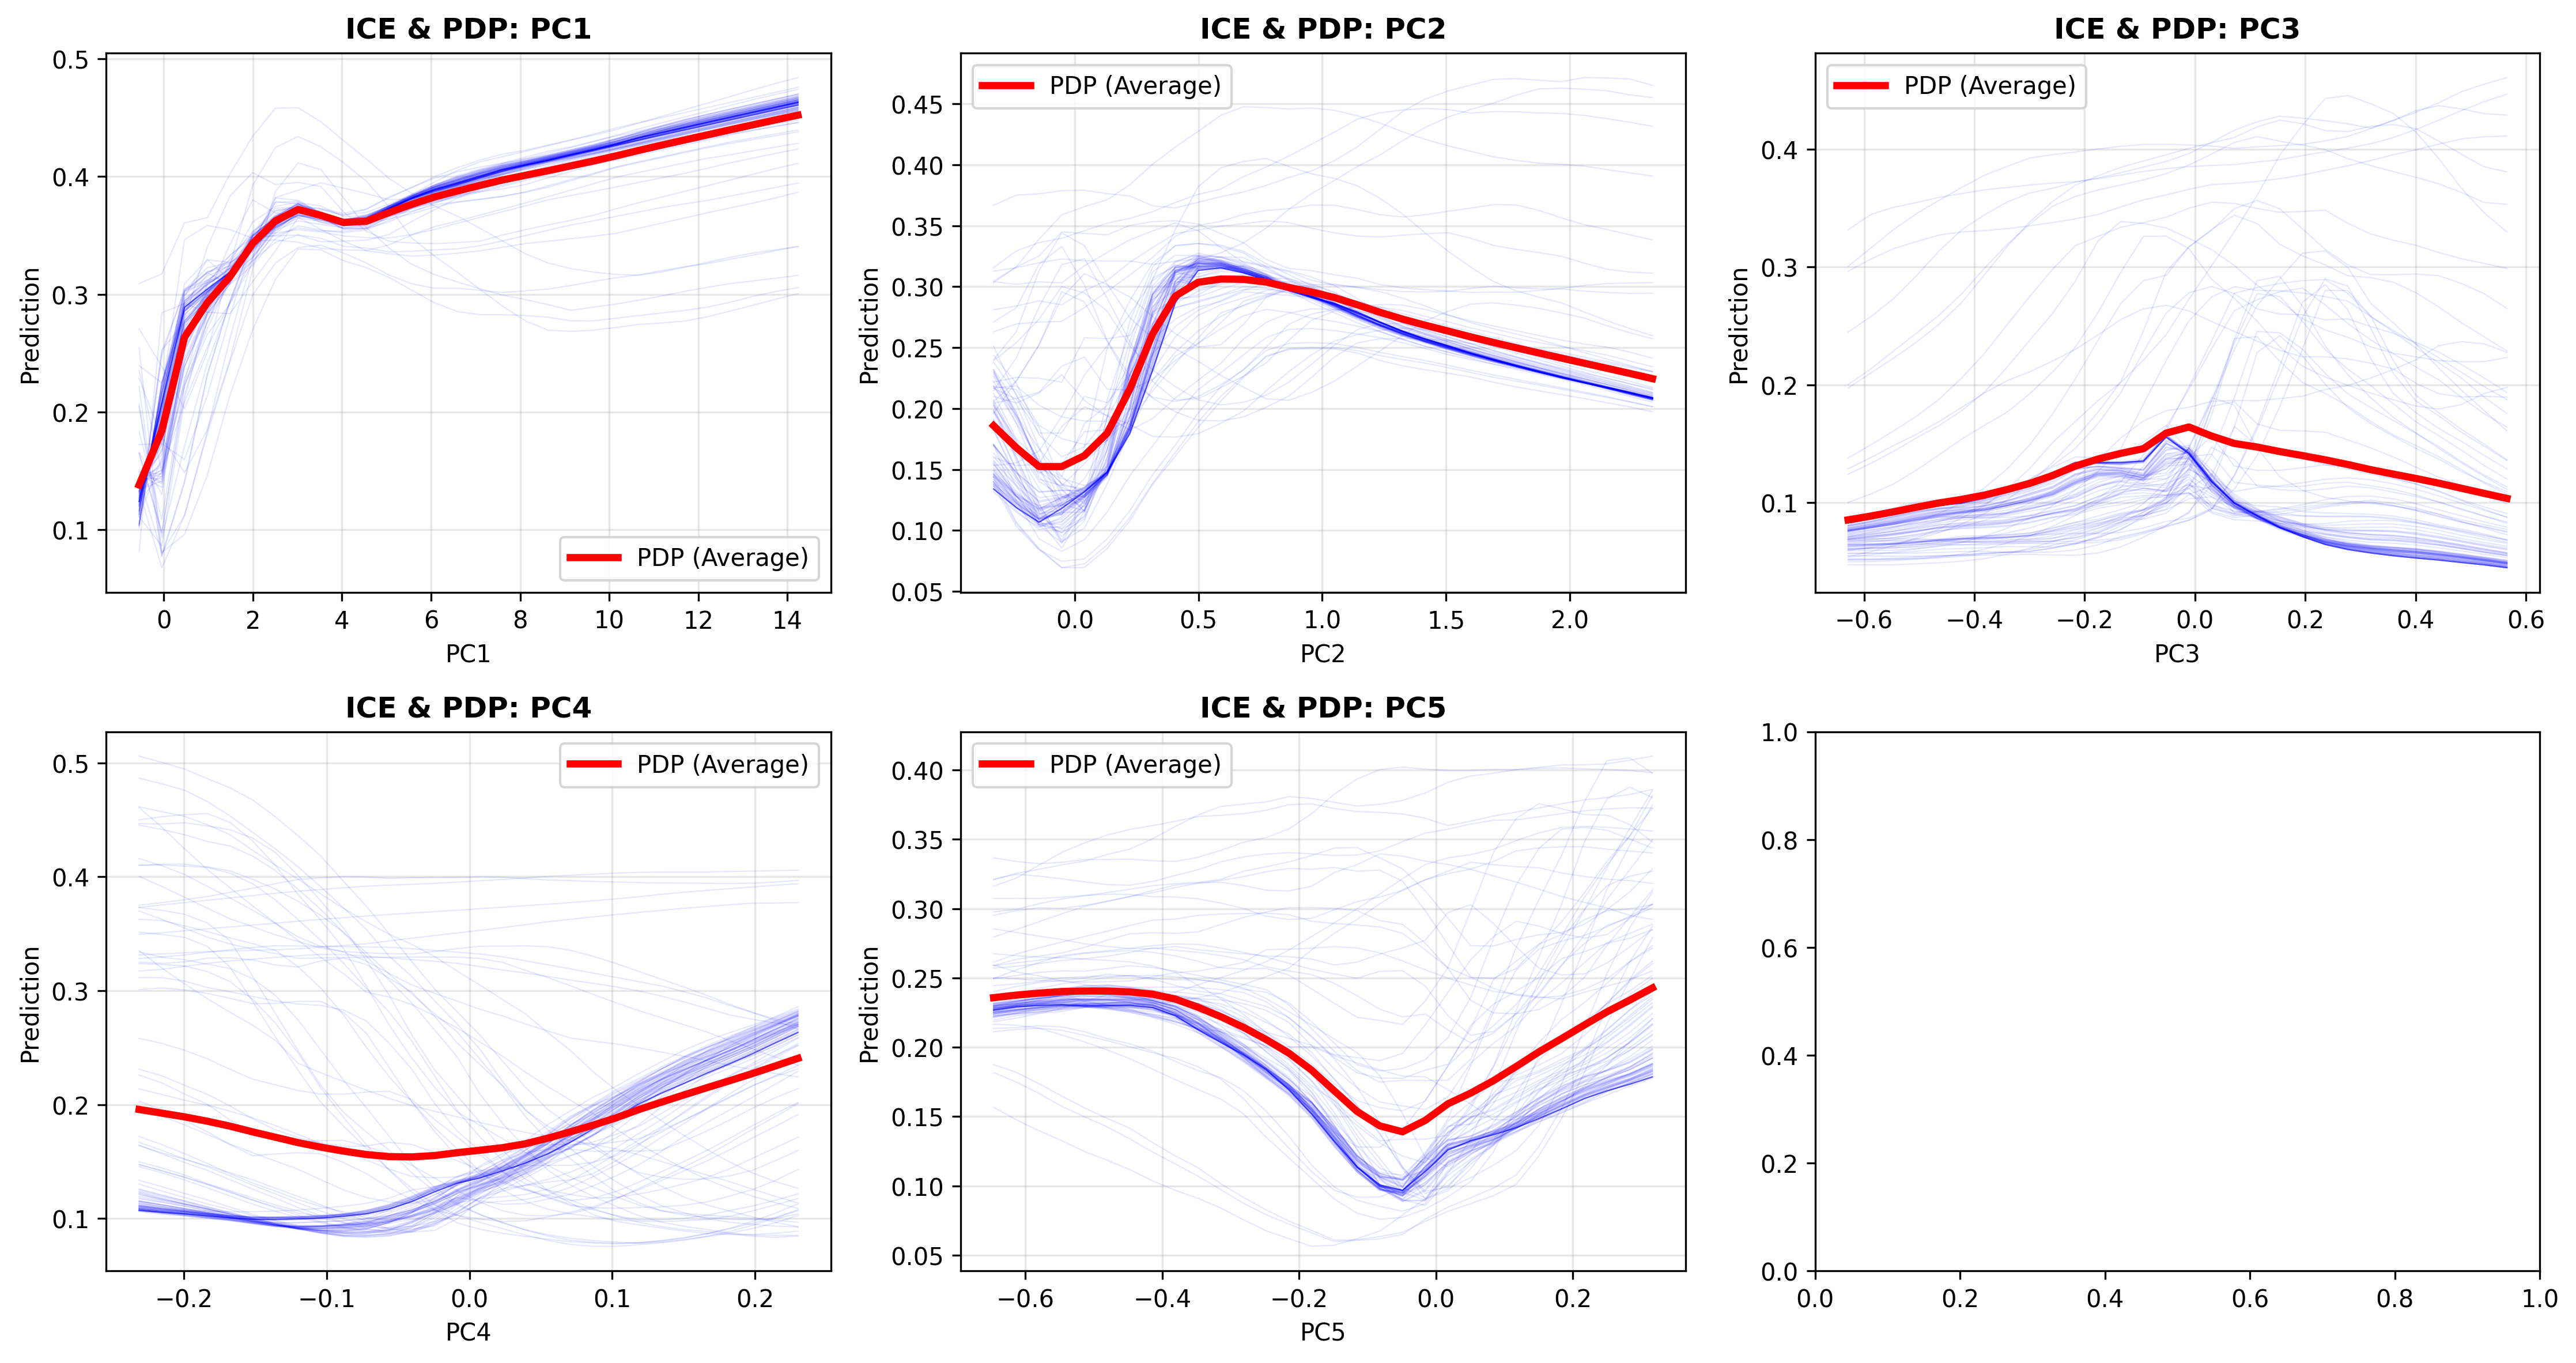 ICE & PDP: PC1
0.5
0.4
0.3
0.2
0.1
Prediction
PDP (Average)
0 2 4 6 8 10 12 14
PC1
ICE & PDP: PC2
PDP (Average)
0.45
0.40
0.35
0.30
0.25
0.20
0.15
0.10
0.05
Prediction
0.0 0.5 1.0 1.5 2.0
PC2
ICE & PDP: PC3
PDP (Average)
0.4
0.3
0.2
0.1
Prediction
−0.6 −0.4 −0.2 0.0 0.2 0.4 0.6
PC3
ICE & PDP: PC4
PDP (Average)
0.5
0.4
0.3
0.2
0.1
Prediction
−0.2 −0.1 0.0 0.1 0.2
PC4
ICE & PDP: PC5
PDP (Average)
0.40
0.35
0.30
0.25
0.20
0.15
0.10
0.05
Prediction
−0.6 −0.4 −0.2 0.0 0.2
PC5
1.0
0.8
0.6
0.4
0.2
0.0
0.0 0.2 0.4 0.6 0.8 1.0